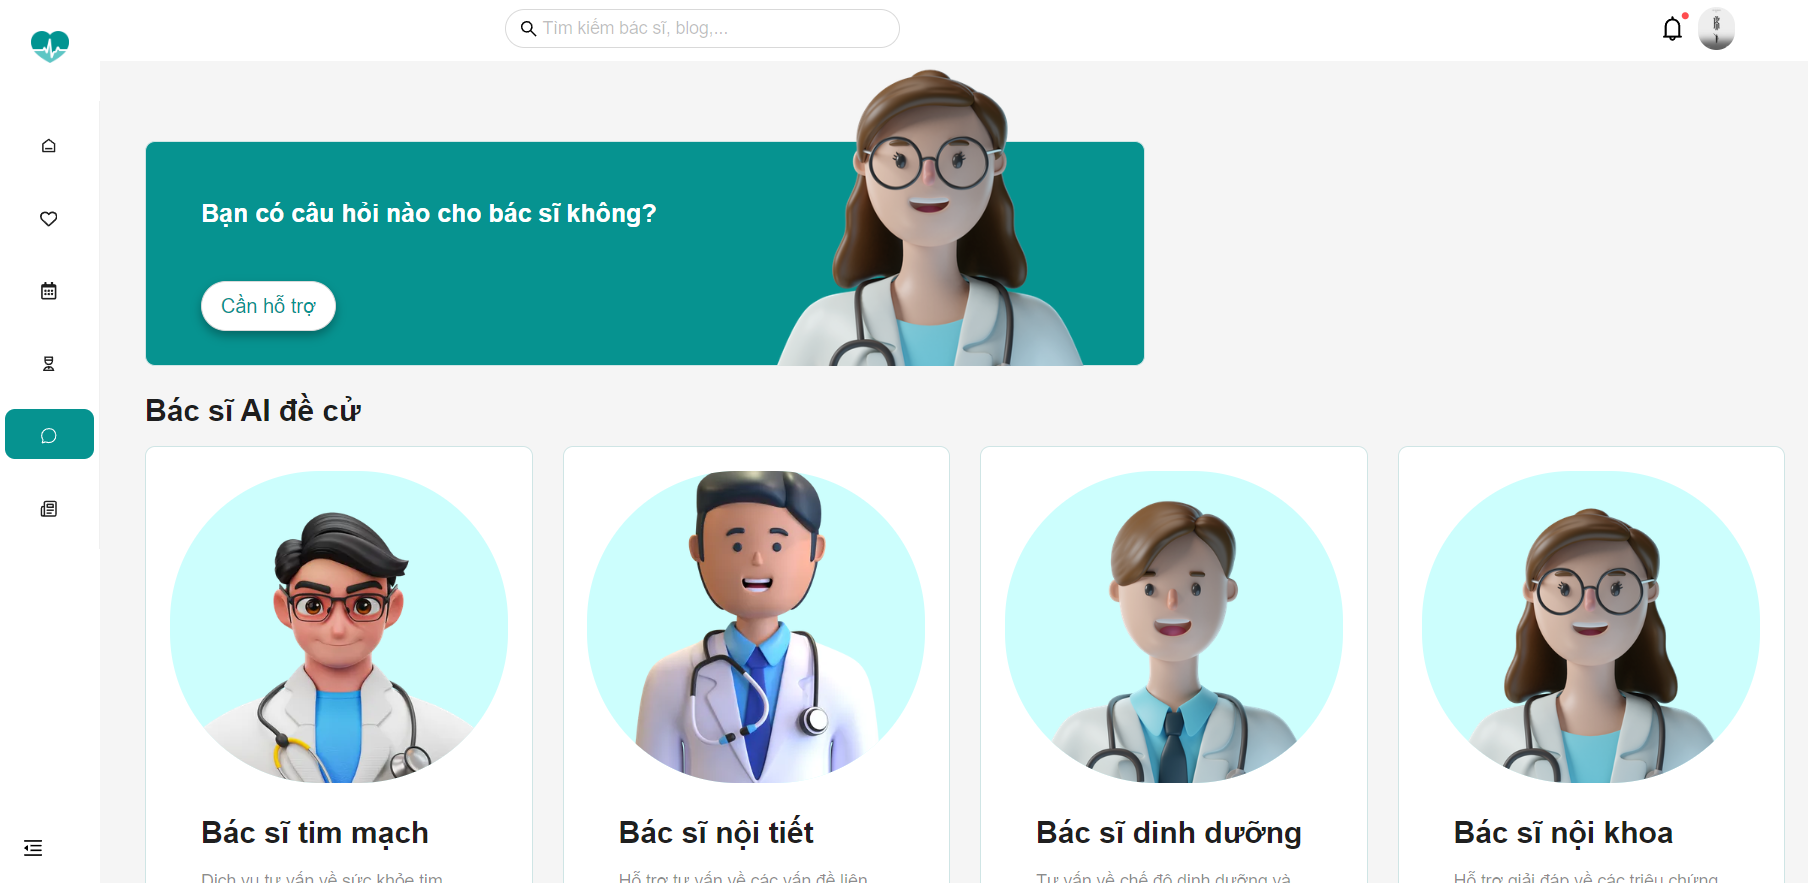 Tìm kiếm bác sĩ, blog,...
Bạn có câu hỏi nào cho bác sĩ không?
Cần hỗ trợ
Bác sĩ AI đề cử
Bác sĩ tim mạch
Bác sĩ nội tiết
Bác sĩ dinh dưỡng
Bác sĩ nội khoa
Dịch vụ tư vấn về sức khỏe tim
Hỗ trợ tư vấn về các vấn đề liên
Tư vấn về chế độ dinh dưỡng và
Hỗ trợ giải đáp về các triệu chứng